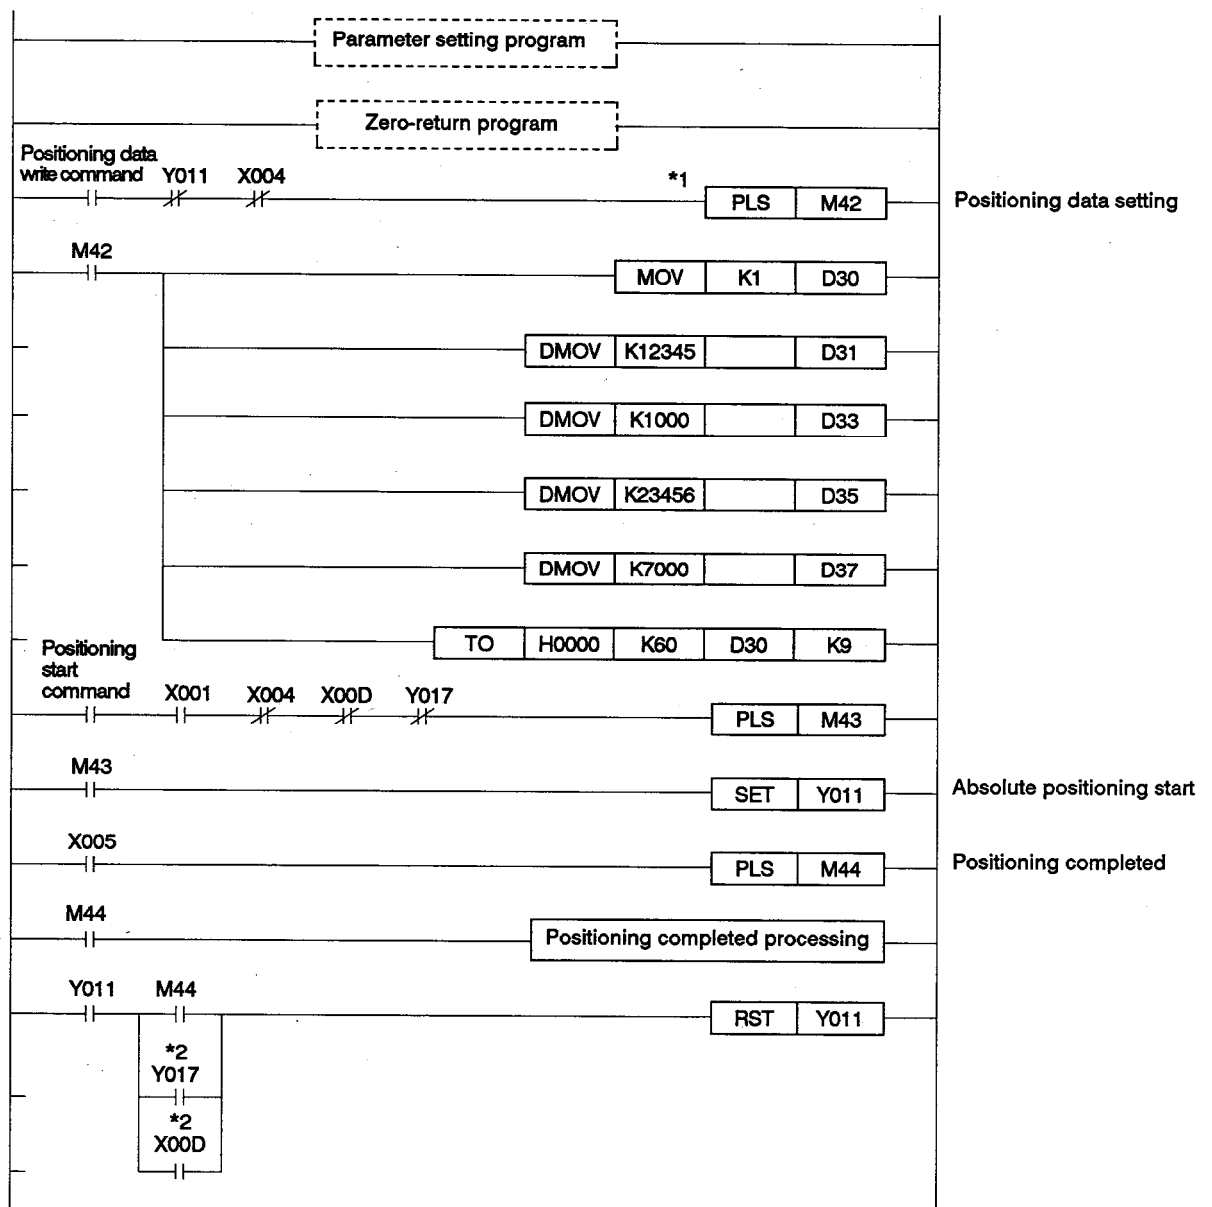 Parameter setting program
Zero-return program
Positioning data
write command Y011 X004 *1 PLS M42 Positioning data setting
M42 MOV K1 D30
DMOV K12345 D31
DMOV K1000 D33
DMOV K23456 D35
DMOV K7000 D37
TO H0000 K60 D30 K9
Positioning
start
command X001 X004 X00D Y017 PLS M43
M43 SET Y011 Absolute positioning start
X005 PLS M44 Positioning completed
M44 Positioning completed processing
Y011 M44 RST Y011
*2
Y017
*2
X00D